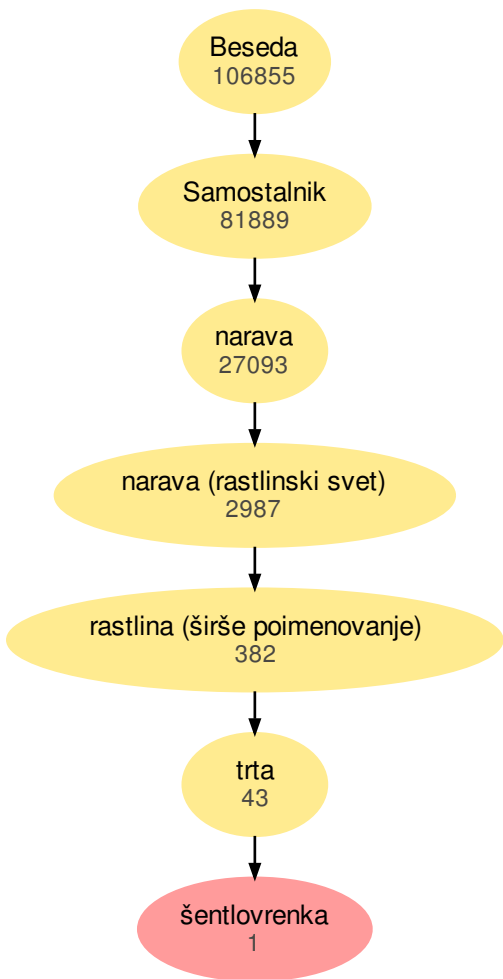 Beseda
106855
Samostalnik
81889
narava
27093
narava (rastlinski svet)
2987
rastlina (širše poimenovanje)
382
trta
43
šentlovrenka
1